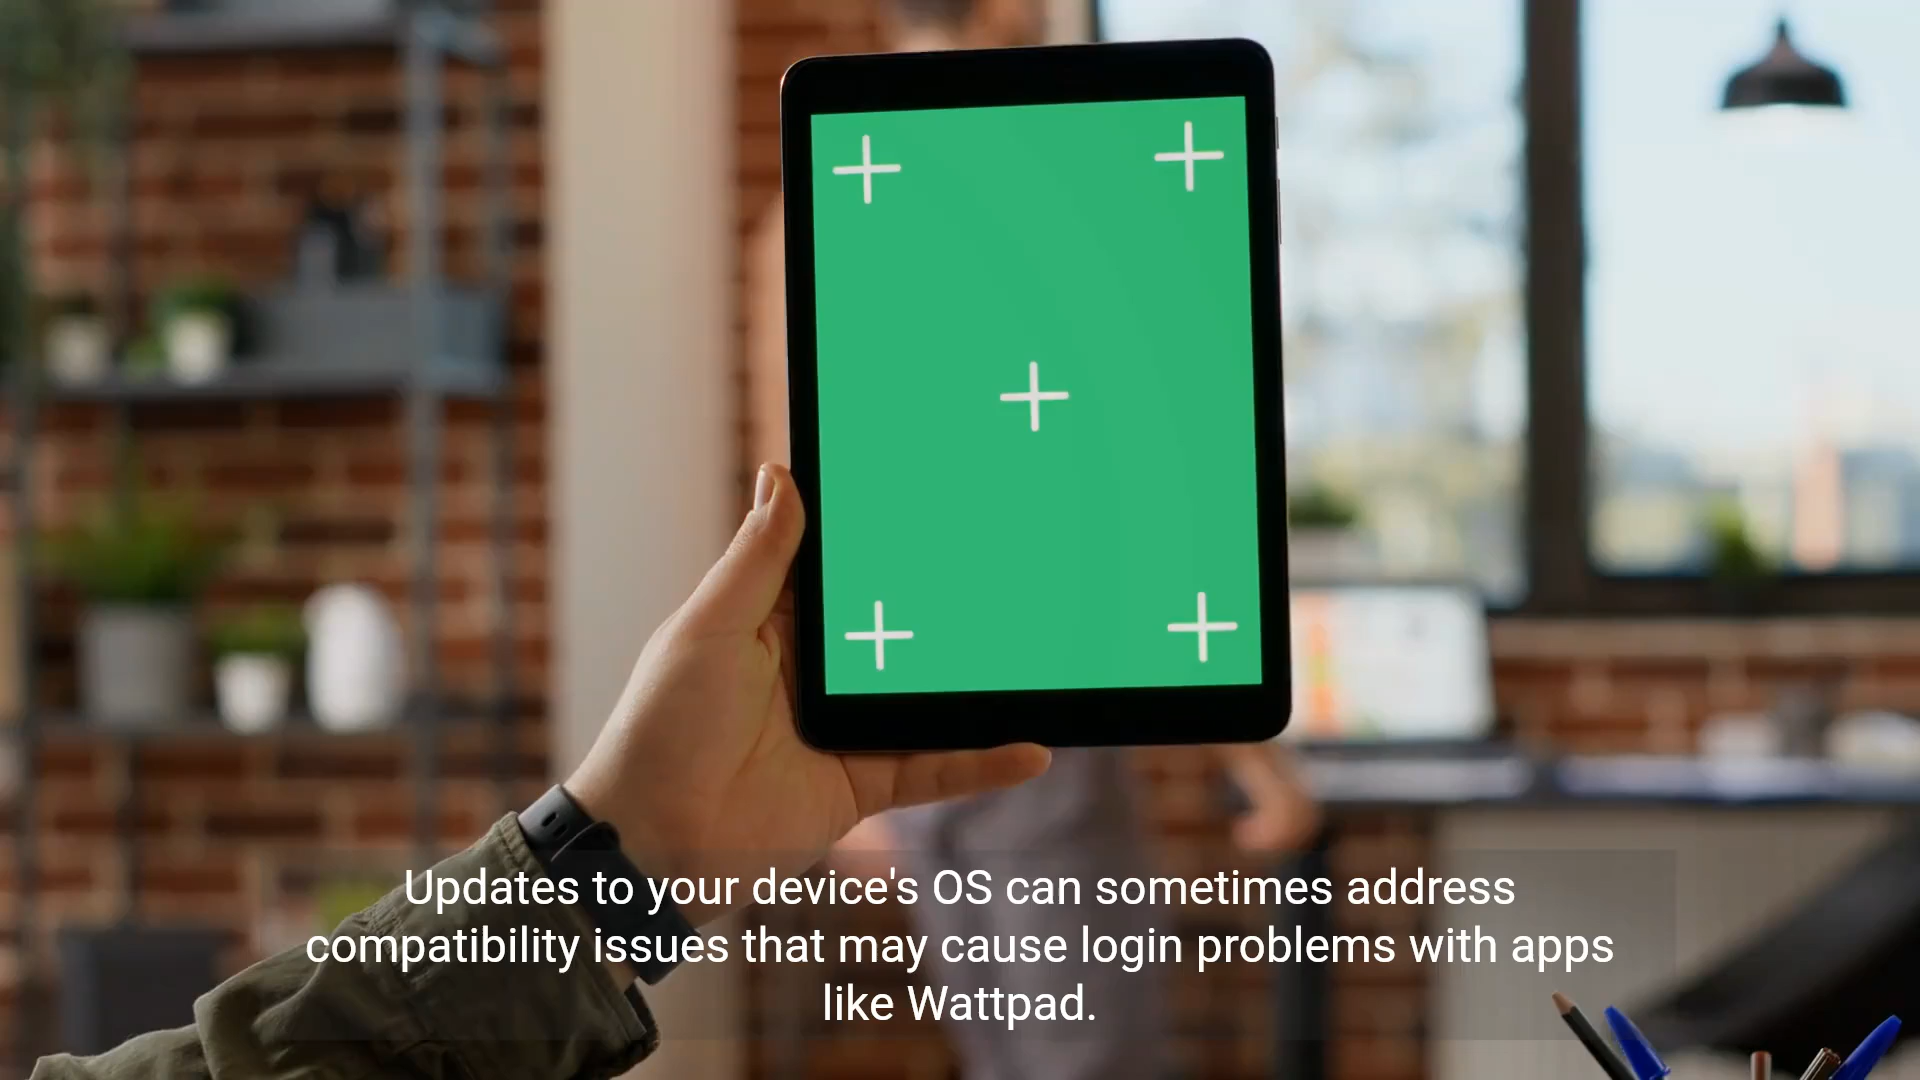 Updates to your device's OS can sometimes address
compatibility issues that may cause login problems with apps
like Wattpad.